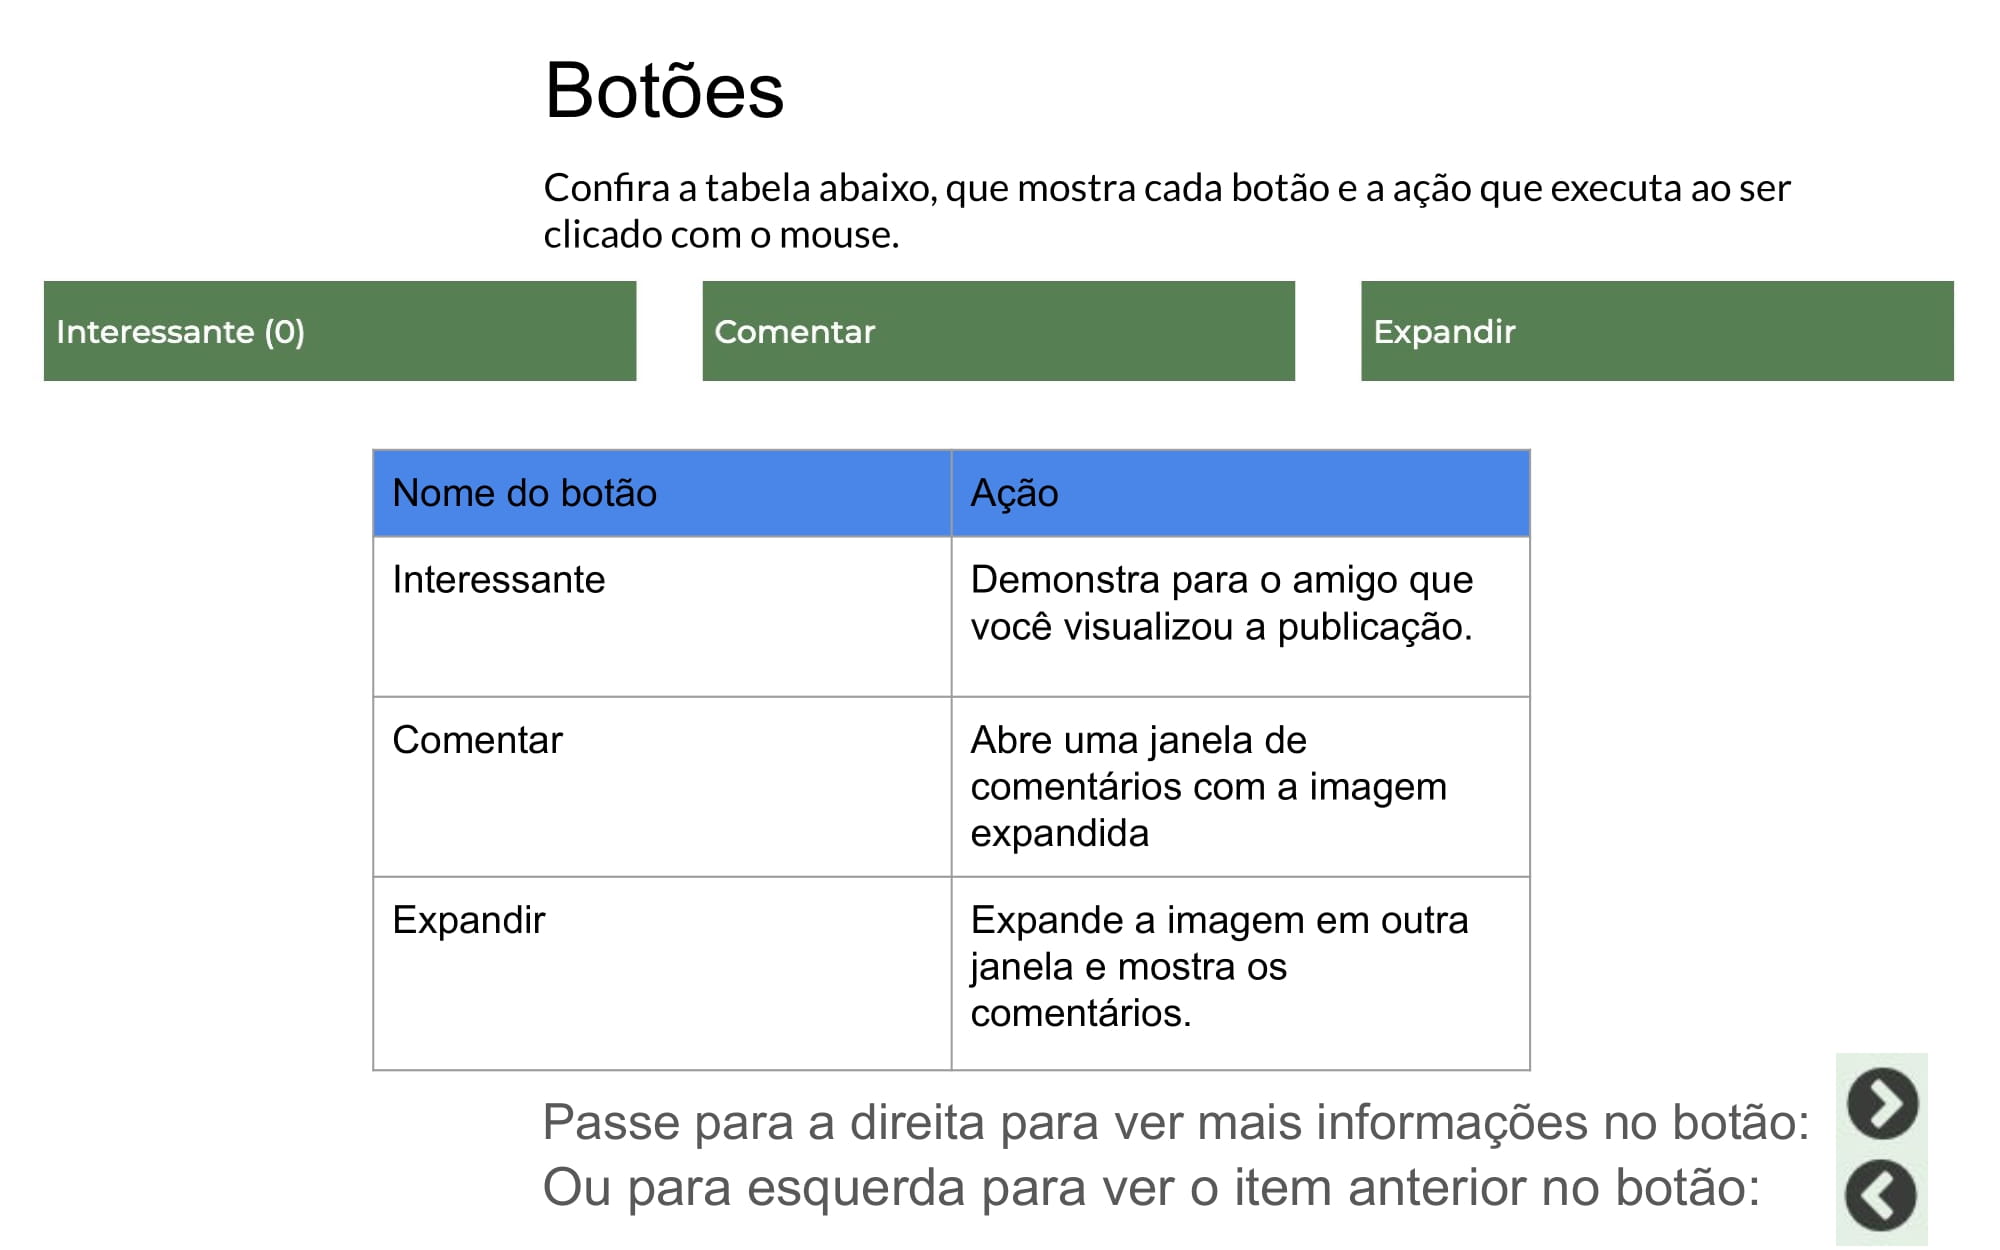 Botões
Confira a tabela abaixo, que mostra cada botão e a ação que executa ao ser
clicado com o mouse.
Interessante (0)
Comentar
Expandir
Nome do botão
Ação
Interessante
Demonstra para o amigo que
você visualizou a publicação.
Comentar
Abre uma janela de
comentários com a imagem
expandida
Expandir
Expande a imagem em outra
janela e mostra os
comentários.
Passe para a direita para ver mais informações no botão:
Ou para esquerda para ver o item anterior no botão: